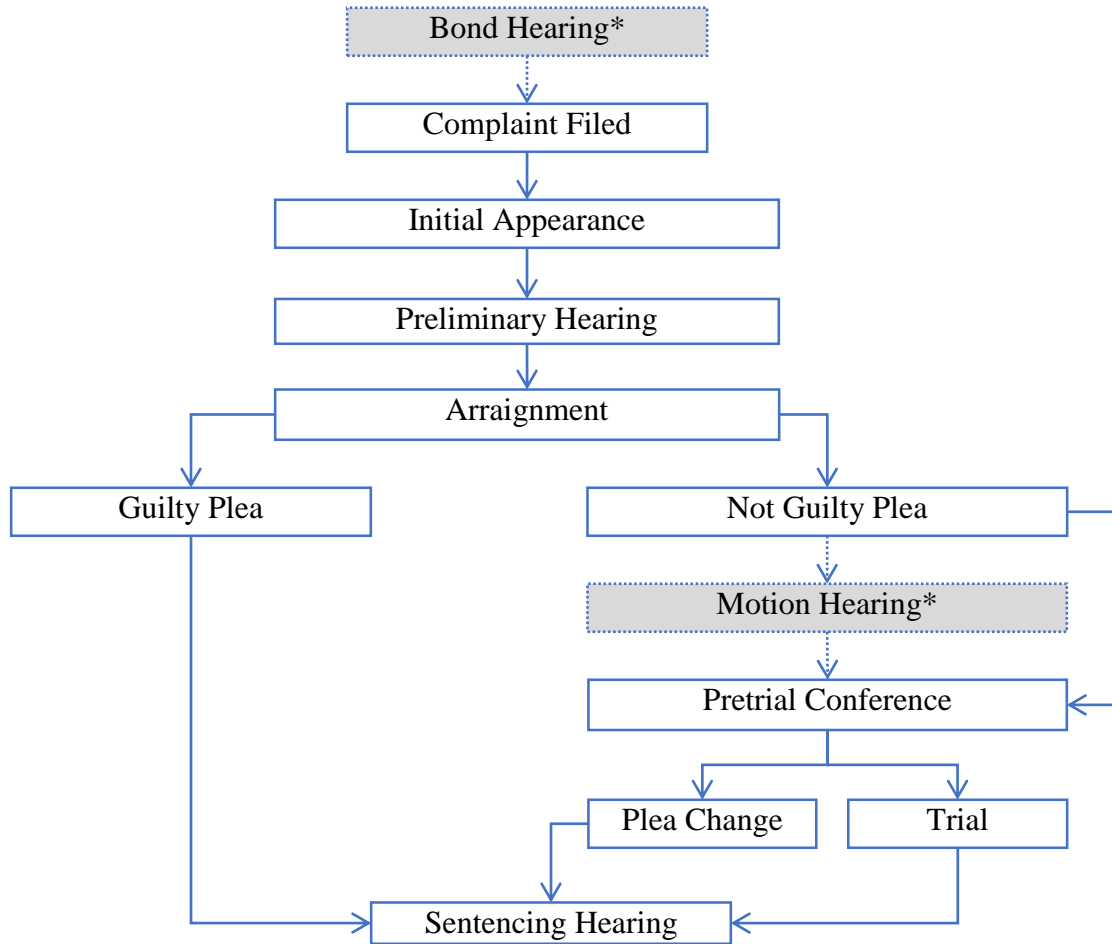 Bond Hearing*
Complaint Filed
Initial Appearance
Preliminary Hearing
Arraignment
Guilty Plea
Not Guilty Plea
Motion Hearing*
Pretrial Conference
Plea Change
Trial
Sentencing Hearing